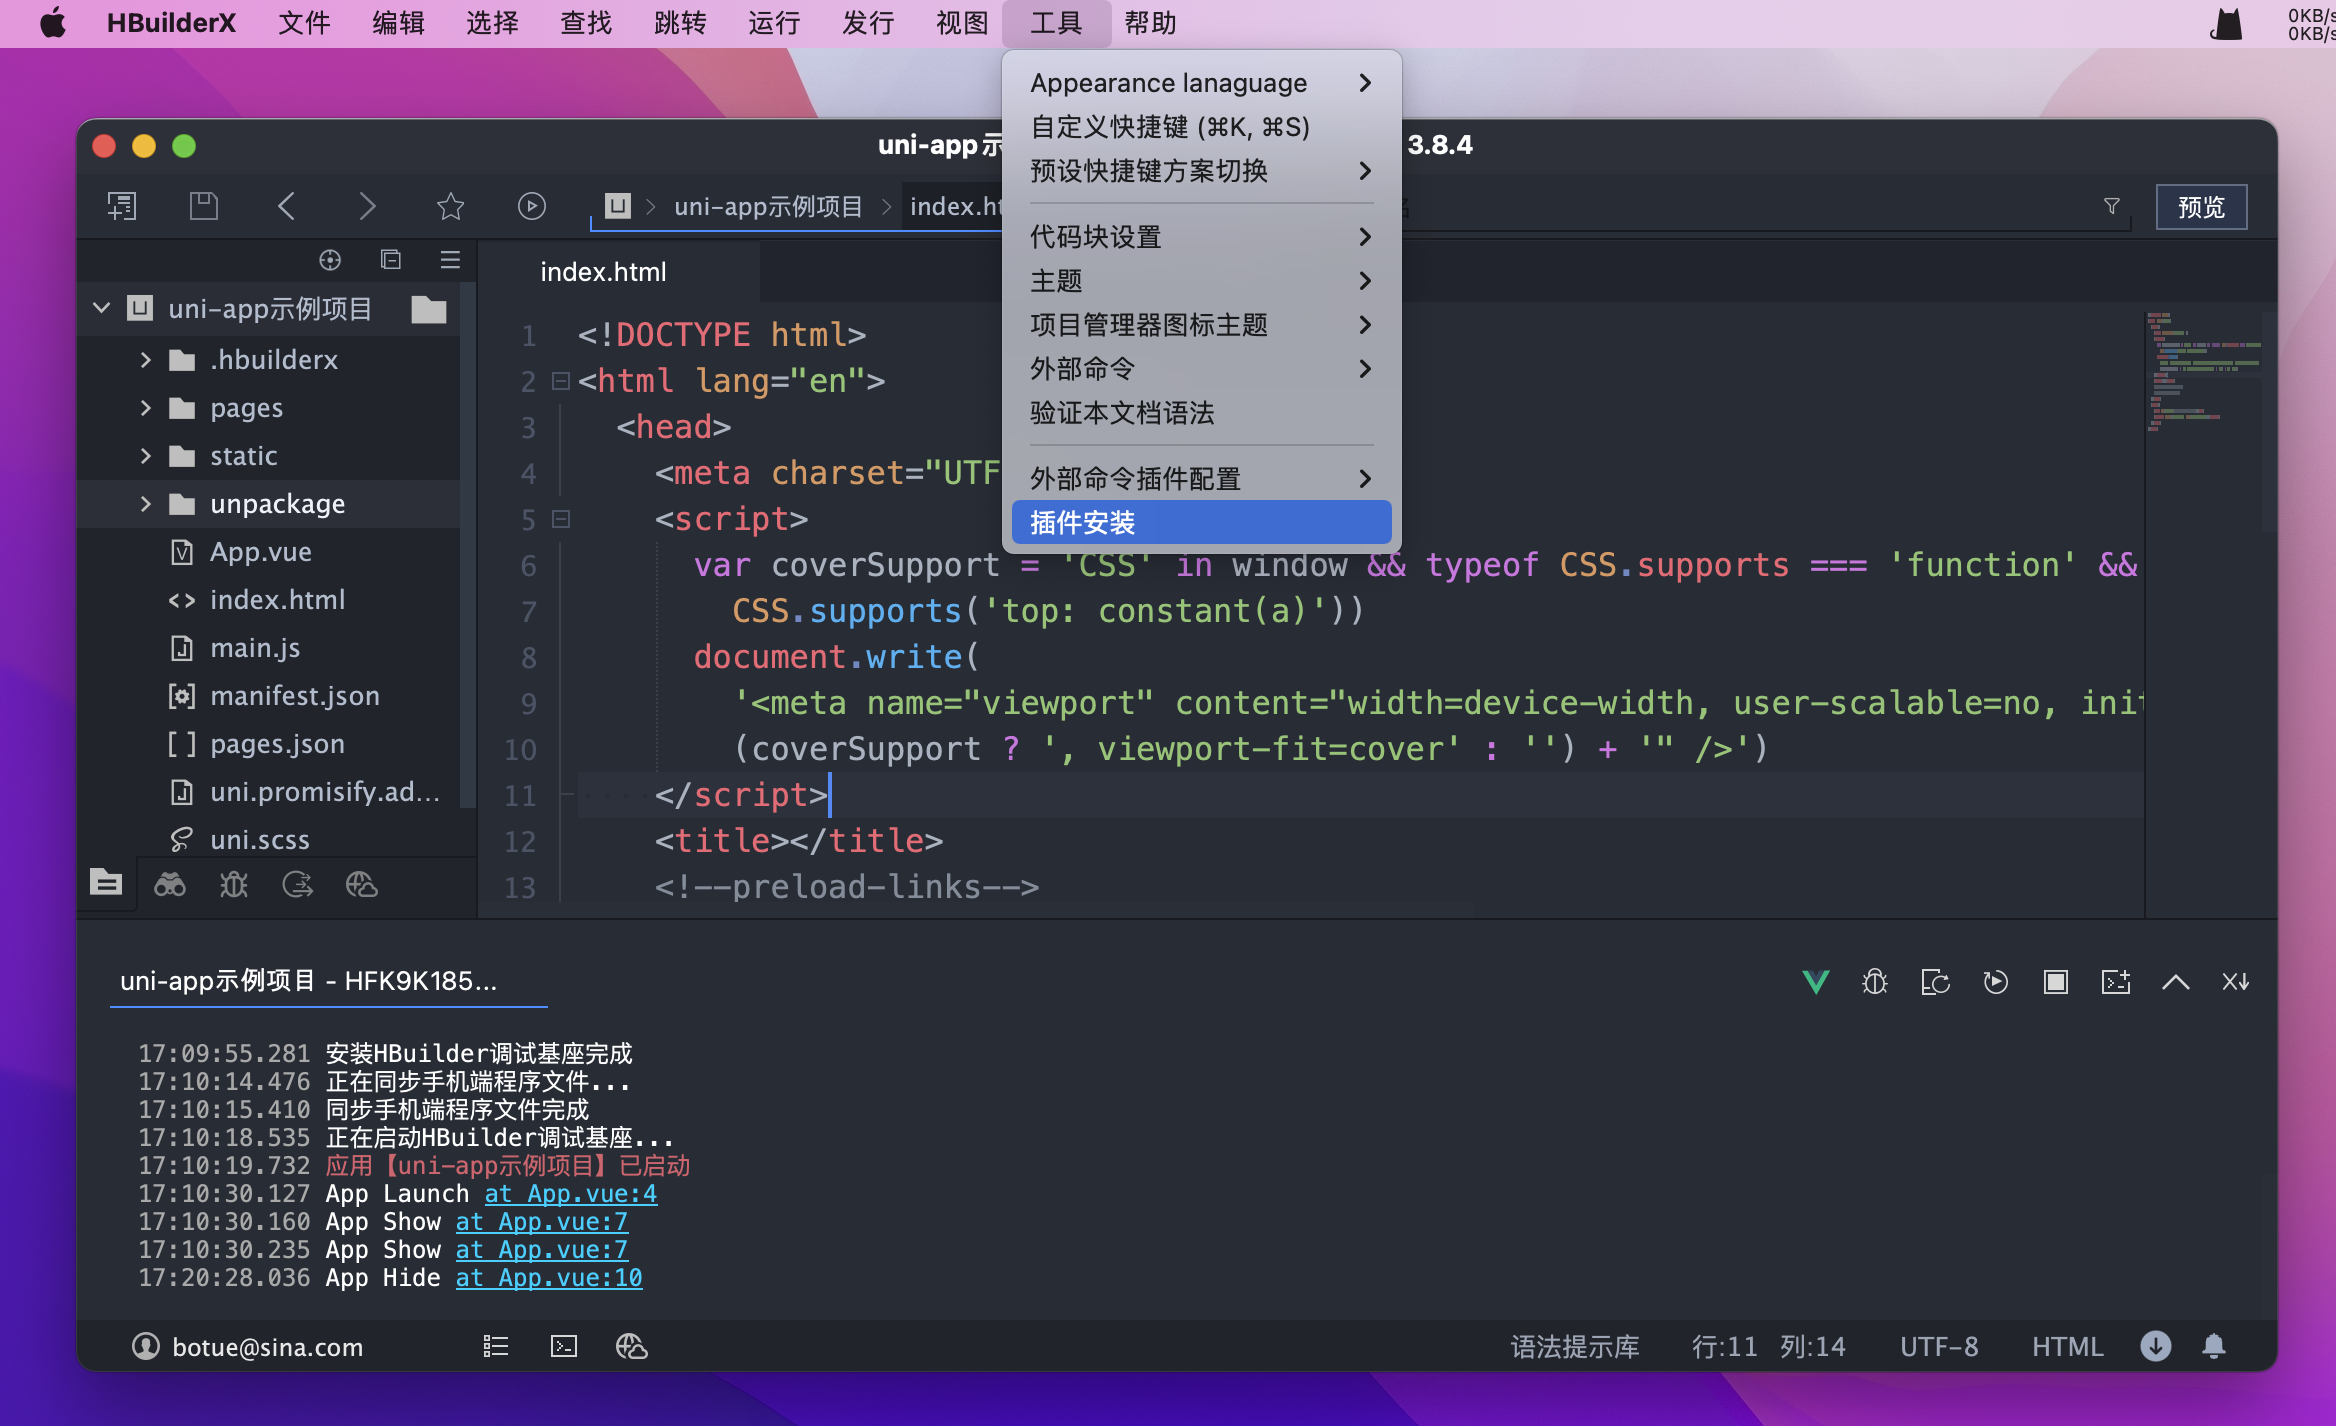 HBuilderX 文件 编辑 选择 查找 跳转 运行 发行 视图 工具 帮助
0KB/s
0KB/s
Appearance lanaguage
自定义快捷键 (⌘K, ⌘S)
预设快捷键方案切换
代码块设置
主题
项目管理器图标主题
外部命令
验证本文档语法
外部命令插件配置
插件安装
uni-app 示 3.8.4
uni-app示例项目 index.ht 预览
index.html
uni-app示例项目
.hbuilderx
pages
static
unpackage
App.vue
index.html
main.js
manifest.json
pages.json
uni.promisify.ad...
uni.scss
1 <!DOCTYPE html>
2 <html lang="en">
3 <head>
4 <meta charset="UTF
5 <script>
6 var coverSupport = 'CSS' in window && typeof CSS.supports === 'function' &&
7 CSS.supports('top: constant(a)'))
8 document.write(
9 '<meta name="viewport" content="width=device-width, user-scalable=no, init
10 (coverSupport ? ', viewport-fit=cover' : '') + '" />')
11 </script>
12 <title></title>
13 <!--preload-links-->
uni-app示例项目 - HFK9K185...
17:09:55.281 安装HBuilder调试基座完成
17:10:14.476 正在同步手机端程序文件...
17:10:15.410 同步手机端程序文件完成
17:10:18.535 正在启动HBuilder调试基座...
17:10:19.732 应用【uni-app示例项目】已启动
17:10:30.127 App Launch at App.vue:4
17:10:30.160 App Show at App.vue:7
17:10:30.235 App Show at App.vue:7
17:20:28.036 App Hide at App.vue:10
botue@sina.com 语法提示库 行:11 列:14 UTF-8 HTML